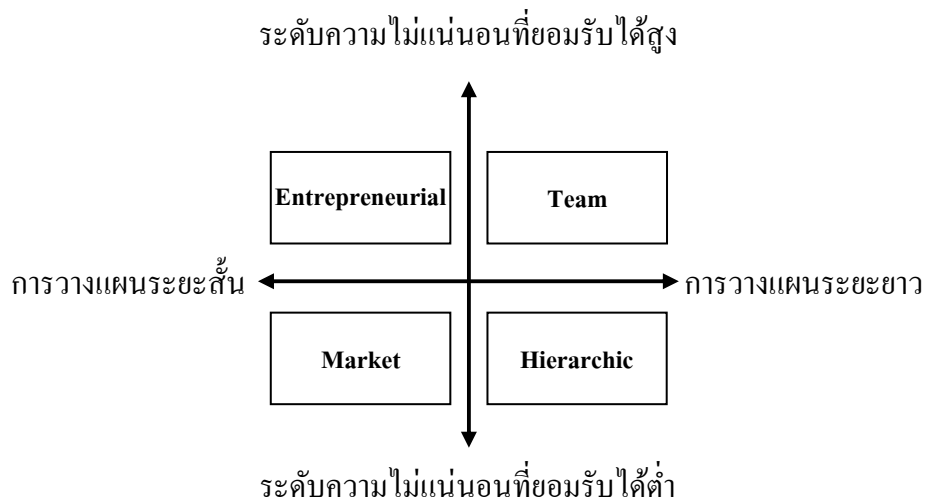 ระดับความไม่แน่นอนที่ยอมรับได้สูง
Entrepreneurial
Team
การวางแผนระยะสั้น
การวางแผนระยะยาว
Market
Hierarchic
ระดับความไม่แน่นอนที่ยอมรับได้ต่ำ